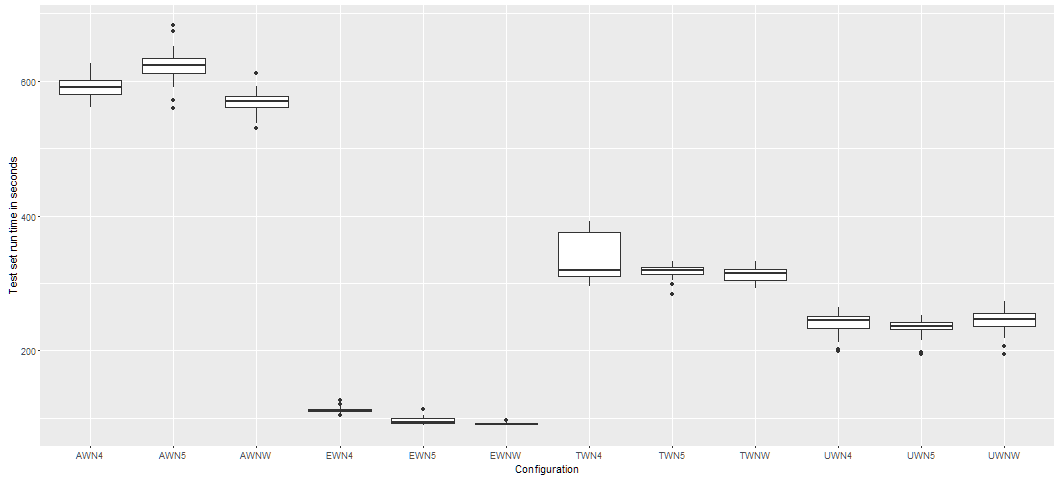 Test set run time in seconds
600
400
200
AWN4 AWN5 AWNW EWN4 EWN5 EWNW TWN4 TWN5 TWNW UWN4 UWN5 UWNW
Configuration